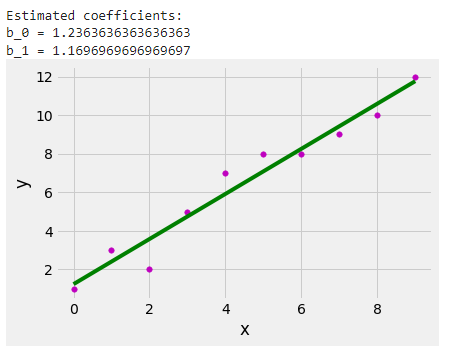 Estimated coefficients:
b_0 = 1.2363636363636363
b_1 = 1.1696969696969697
12
10
8
6
4
2
y
0 2 4 6 8
x